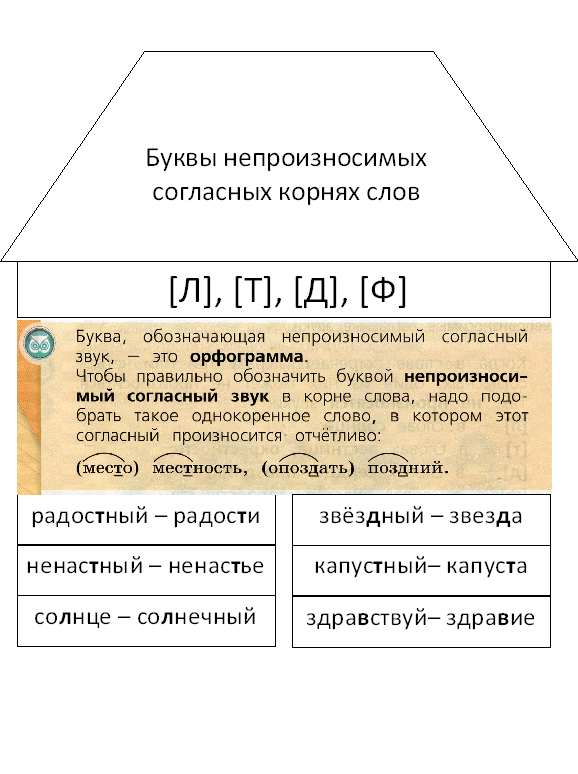 Буквы непроизносимых
согласных корнях слов
[Л], [Т], [Д], [Ф]
Буква, обозначающая непроизносимый согласный
звук, – это орфограмма.
Чтобы правильно обозначить буквой непроизноси-
мый согласный звук в корне слова, надо подо-
брать такое однокоренное слово, в котором этот
согласный произносится отчётливо:
(место) местность, (опоздать) поздний.
радостный – радости
звёздный – звезда
ненастный – ненастье
капустный– капуста
солнце – солнечный
здравствуй– здравие